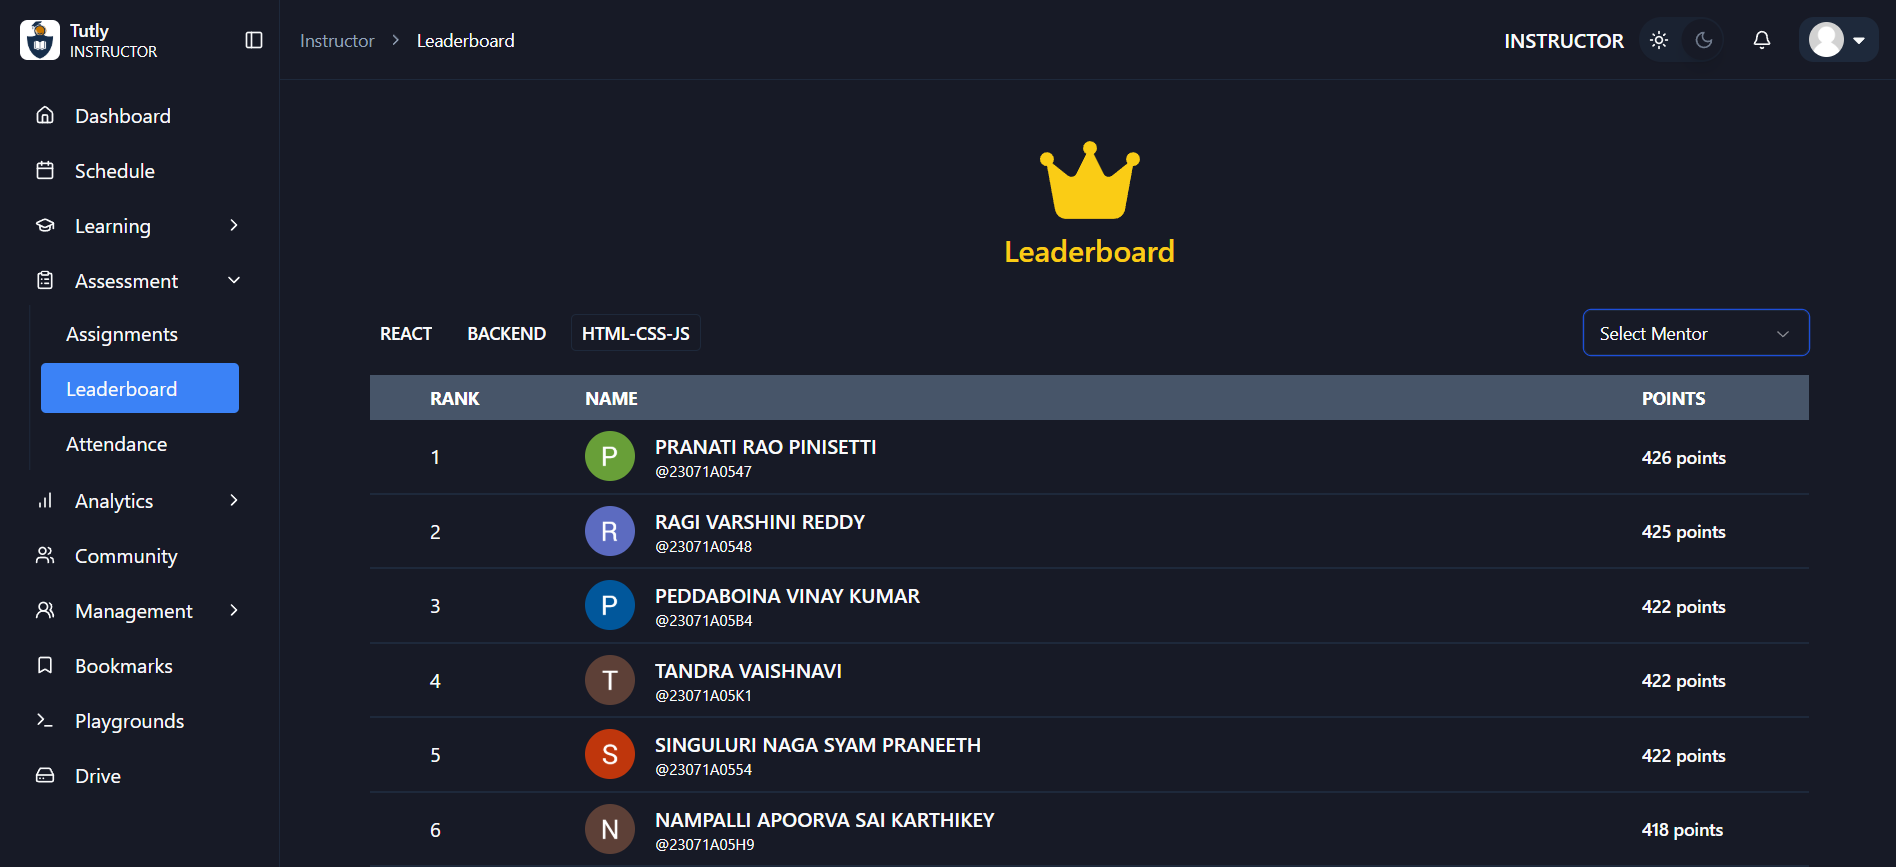 Tutly
INSTRUCTOR
Dashboard
Schedule
Learning
Assessment
Assignments
Leaderboard
Attendance
Analytics
Community
Management
Bookmarks
Playgrounds
Drive
Instructor > Leaderboard
INSTRUCTOR
Leaderboard
REACT BACKEND HTML-CSS-JS
Select Mentor
RANK NAME POINTS
1 P PRANATI RAO PINISETTI 426 points
@23071A0547
2 R RAGI VARSHINI REDDY 425 points
@23071A0548
3 P PEDDABOINA VINAY KUMAR 422 points
@23071A05B4
4 T TANDRA VAISHNAVI 422 points
@23071A05K1
5 S SINGULURI NAGA SYAM PRANEETH 422 points
@23071A0554
6 N NAMPALLI APOORVA SAI KARTHIKEY 418 points
@23071A05H9